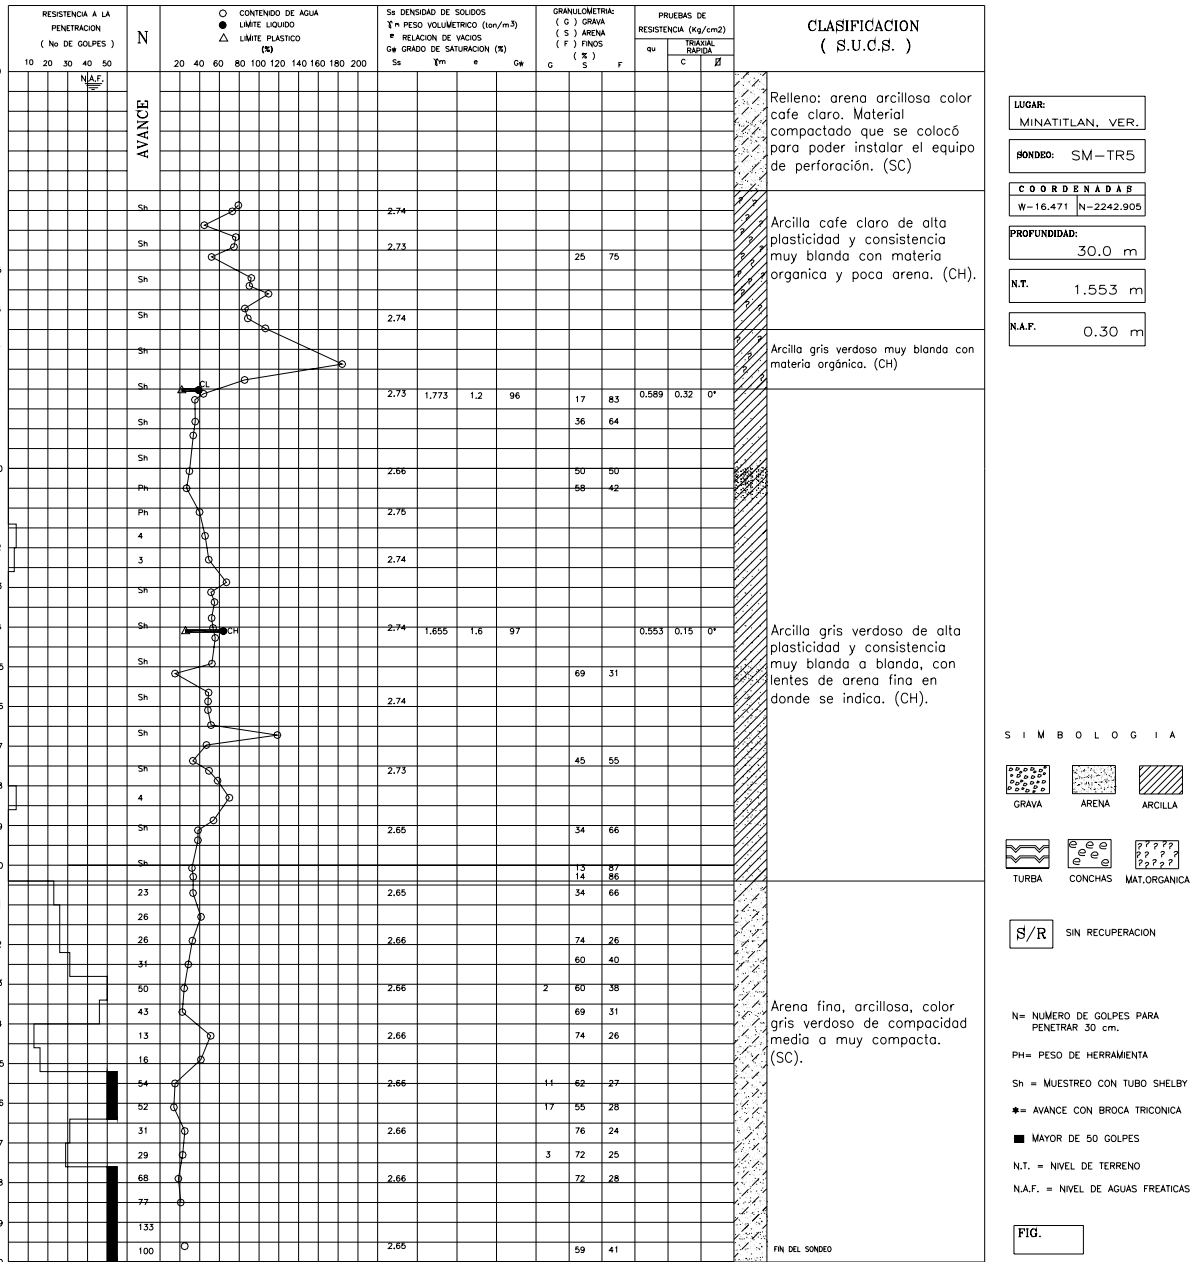 RESISTENCIA A LA
PENETRACION
( No DE GOLPES )
10 20 30 40 50
N
CONTENIDO DE AGUA
LIMITE LIQUIDO
LIMITE PLASTICO
(%)
20 40 60 80 100 120 140 160 180 200
Ss DENSIDAD DE SOLIDOS
γm PESO VOLUMETRICO (ton/m3)
e RELACION DE VACIOS
Gw GRADO DE SATURACION (%)
Ss γm e Gw
GRANULOMETRIA:
( G ) GRAVA
( S ) ARENA
( F ) FINOS
( % )
G S F
PRUEBAS DE
RESISTENCIA (Kg/cm2)
qu
TRIAXIAL
RAPIDA
C Ø
CLASIFICACION
( S.U.C.S. )
N.A.F.
AVANCE
Relleno: arena arcillosa color
cafe claro. Material
compactado que se colocó
para poder instalar el equipo
de perforación. (SC)
Sh 2.74
Sh 2.73
25 75
Sh
Sh 2.74
Arcilla cafe claro de alta
plasticidad y consistencia
muy blanda con materia
organica y poca arena. (CH).
Sh
Arcilla gris verdoso muy blanda con
materia orgánica. (CH)
Sh CL 2.73 1.773 1.2 96 17 83 0.589 0.32 0°
Sh 36 64
Sh
2.66 50 50
Ph 58 42
Ph 2.75
4
3 2.74
Sh
Sh CH 2.74 1.655 1.6 97 0.553 0.15 0°
Sh 69 31
Sh 2.74
Arcilla gris verdoso de alta
plasticidad y consistencia
muy blanda a blanda, con
lentes de arena fina en
donde se indica. (CH).
Sh
45 55
Sh 2.73
4
Sh 2.65 34 66
Sh 13 87
14 86
23 2.65 34 66
26
26 2.66 74 26
31 60 40
50 2.66 2 60 38
43 69 31
13 2.66 74 26
16
Arena fina, arcillosa, color
gris verdoso de compacidad
media a muy compacta.
(SC).
54 2.66 11 62 27
52 17 55 28
31 2.66 76 24
29 3 72 25
68 2.66 72 28
77
133
100 2.65 59 41
FIN DEL SONDEO
LUGAR:
MINATITLAN, VER.
SONDEO: SM-TR5
COORDENADAS
W-16.471 N-2242.905
PROFUNDIDAD:
30.0 m
N.T. 1.553 m
N.A.F. 0.30 m
SIMBOLOGIA
GRAVA ARENA ARCILLA
TURBA CONCHAS MAT.ORGANICA
S/R SIN RECUPERACION
N= NUMERO DE GOLPES PARA
PENETRAR 30 cm.
PH= PESO DE HERRAMIENTA
Sh = MUESTREO CON TUBO SHELBY
*= AVANCE CON BROCA TRICONICA
MAYOR DE 50 GOLPES
N.T. = NIVEL DE TERRENO
N.A.F. = NIVEL DE AGUAS FREATICAS
FIG.